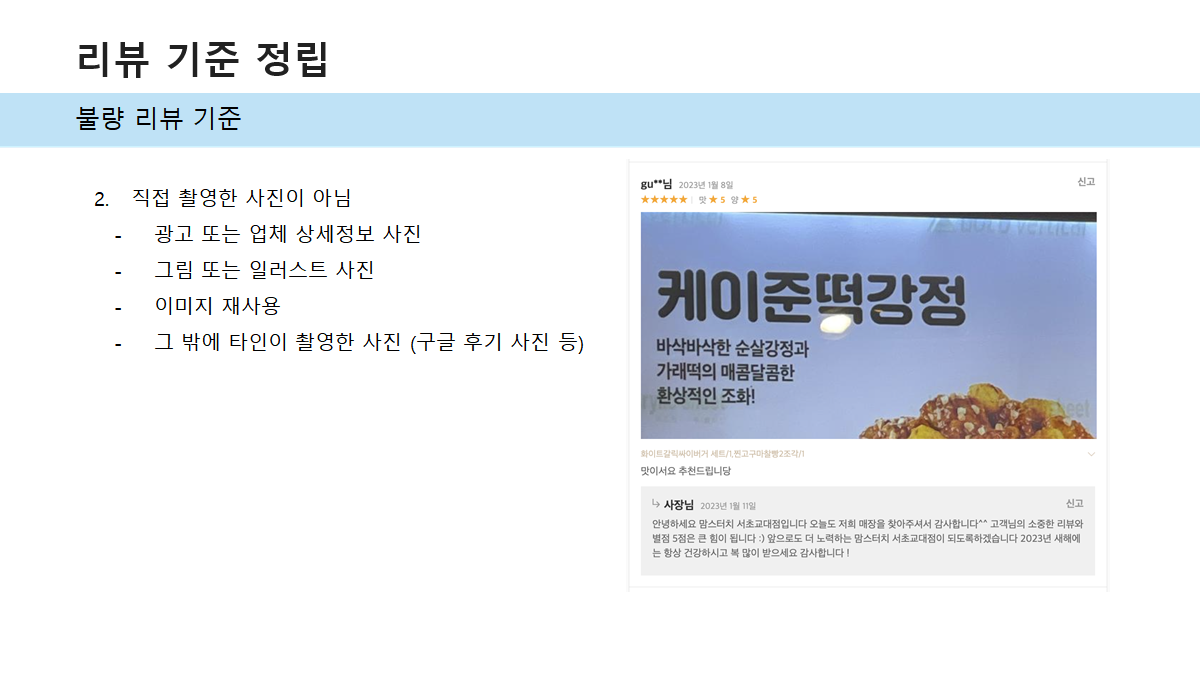 리뷰 기준 정립
불량 리뷰 기준
2. 직접 촬영한 사진이 아님
- 광고 또는 업체 상세정보 사진
- 그림 또는 일러스트 사진
- 이미지 재사용
- 그 밖에 타인이 촬영한 사진 (구글 후기 사진 등)
gu**님 2023년 1월 8일 신고
★★★★★ | 맛 ★ 5 양 ★ 5
케이준떡강정
바삭바삭한 순살강정과
가래떡의 매콤달콤한
환상적인 조화!
화이트갈릭싸이버거 세트/1,찐고구마찰빵2조각/1
맛이서요 추천드립니당
사장님 2023년 1월 11일 신고
안녕하세요 맘스터치 서초교대점입니다 오늘도 저희 매장을 찾아주셔서 감사합니다^^ 고객님의 소중한 리뷰와
별점 5점은 큰 힘이 됩니다 :) 앞으로도 더 노력하는 맘스터치 서초교대점이 되도록하겠습니다 2023년 새해에
는 항상 건강하시고 복 많이 받으세요 감사합니다 !